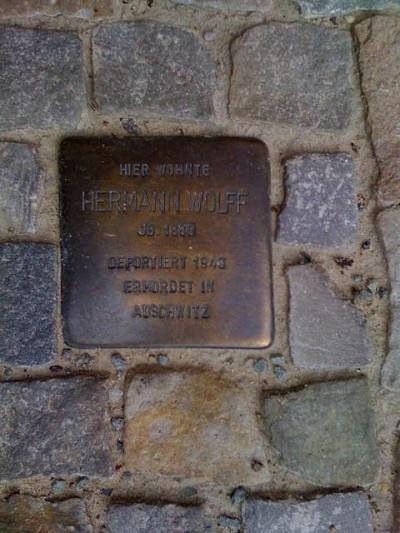 HIER WOHNTE
HERMANN WOLFF
JG. 1880
DEPORTIERT 1943
ERMORDET IN
AUSCHWITZ